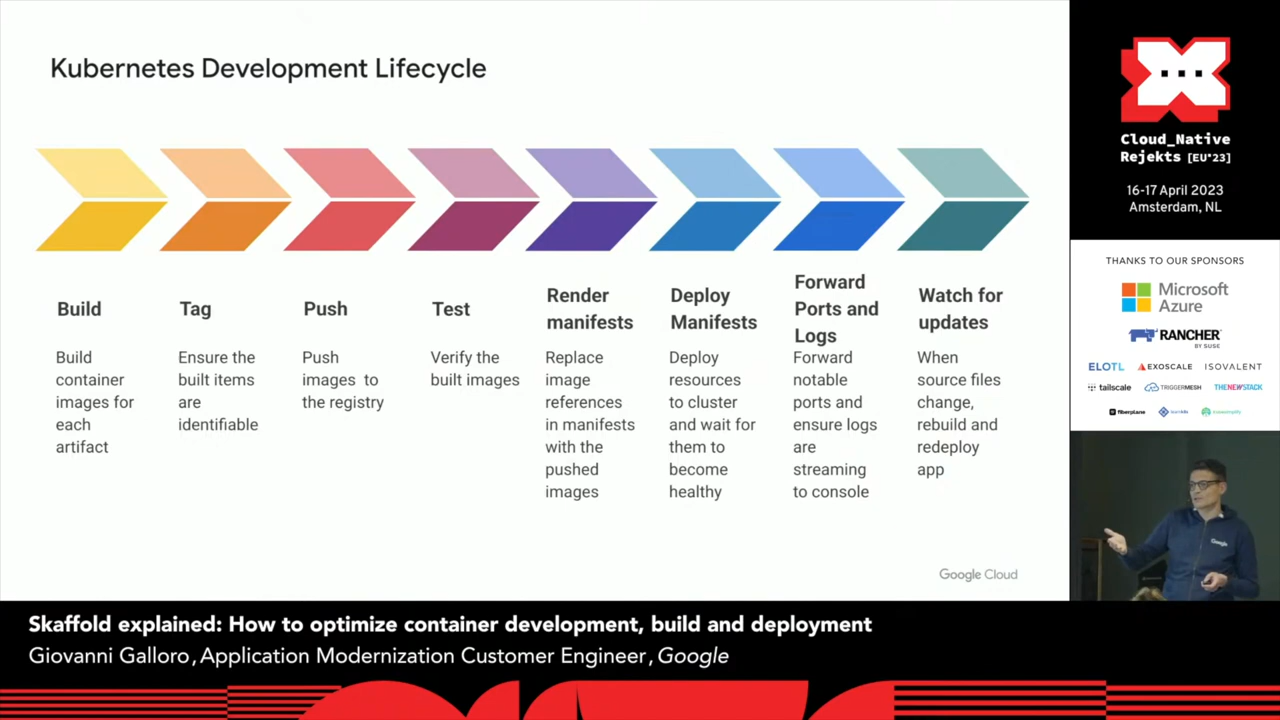 Kubernetes Development Lifecycle
Build
Build
container
images for
each
artifact
Tag
Ensure the
built items
are
identifiable
Push
Push
images to
the registry
Test
Verify the
built images
Render
manifests
Replace
image
references
in manifests
with the
pushed
images
Deploy
Manifests
Deploy
resources
to cluster
and wait for
them to
become
healthy
Forward
Ports and
Logs
Forward
notable
ports and
ensure logs
are
streaming
to console
Watch for
updates
When
source files
change,
rebuild and
redeploy
app
Google Cloud
Cloud_Native
Rejekts [EU'23]
16-17 April 2023
Amsterdam, NL
THANKS TO OUR SPONSORS
Microsoft
Azure
RANCHER
BY SUSE
ELOTL EXOSCALE ISOVALENT
tailscale TRIGGERMESH THENEWSTACK
fiberplane
Google
Skaffold explained: How to optimize container development, build and deployment
Giovanni Galloro, Application Modernization Customer Engineer, Google